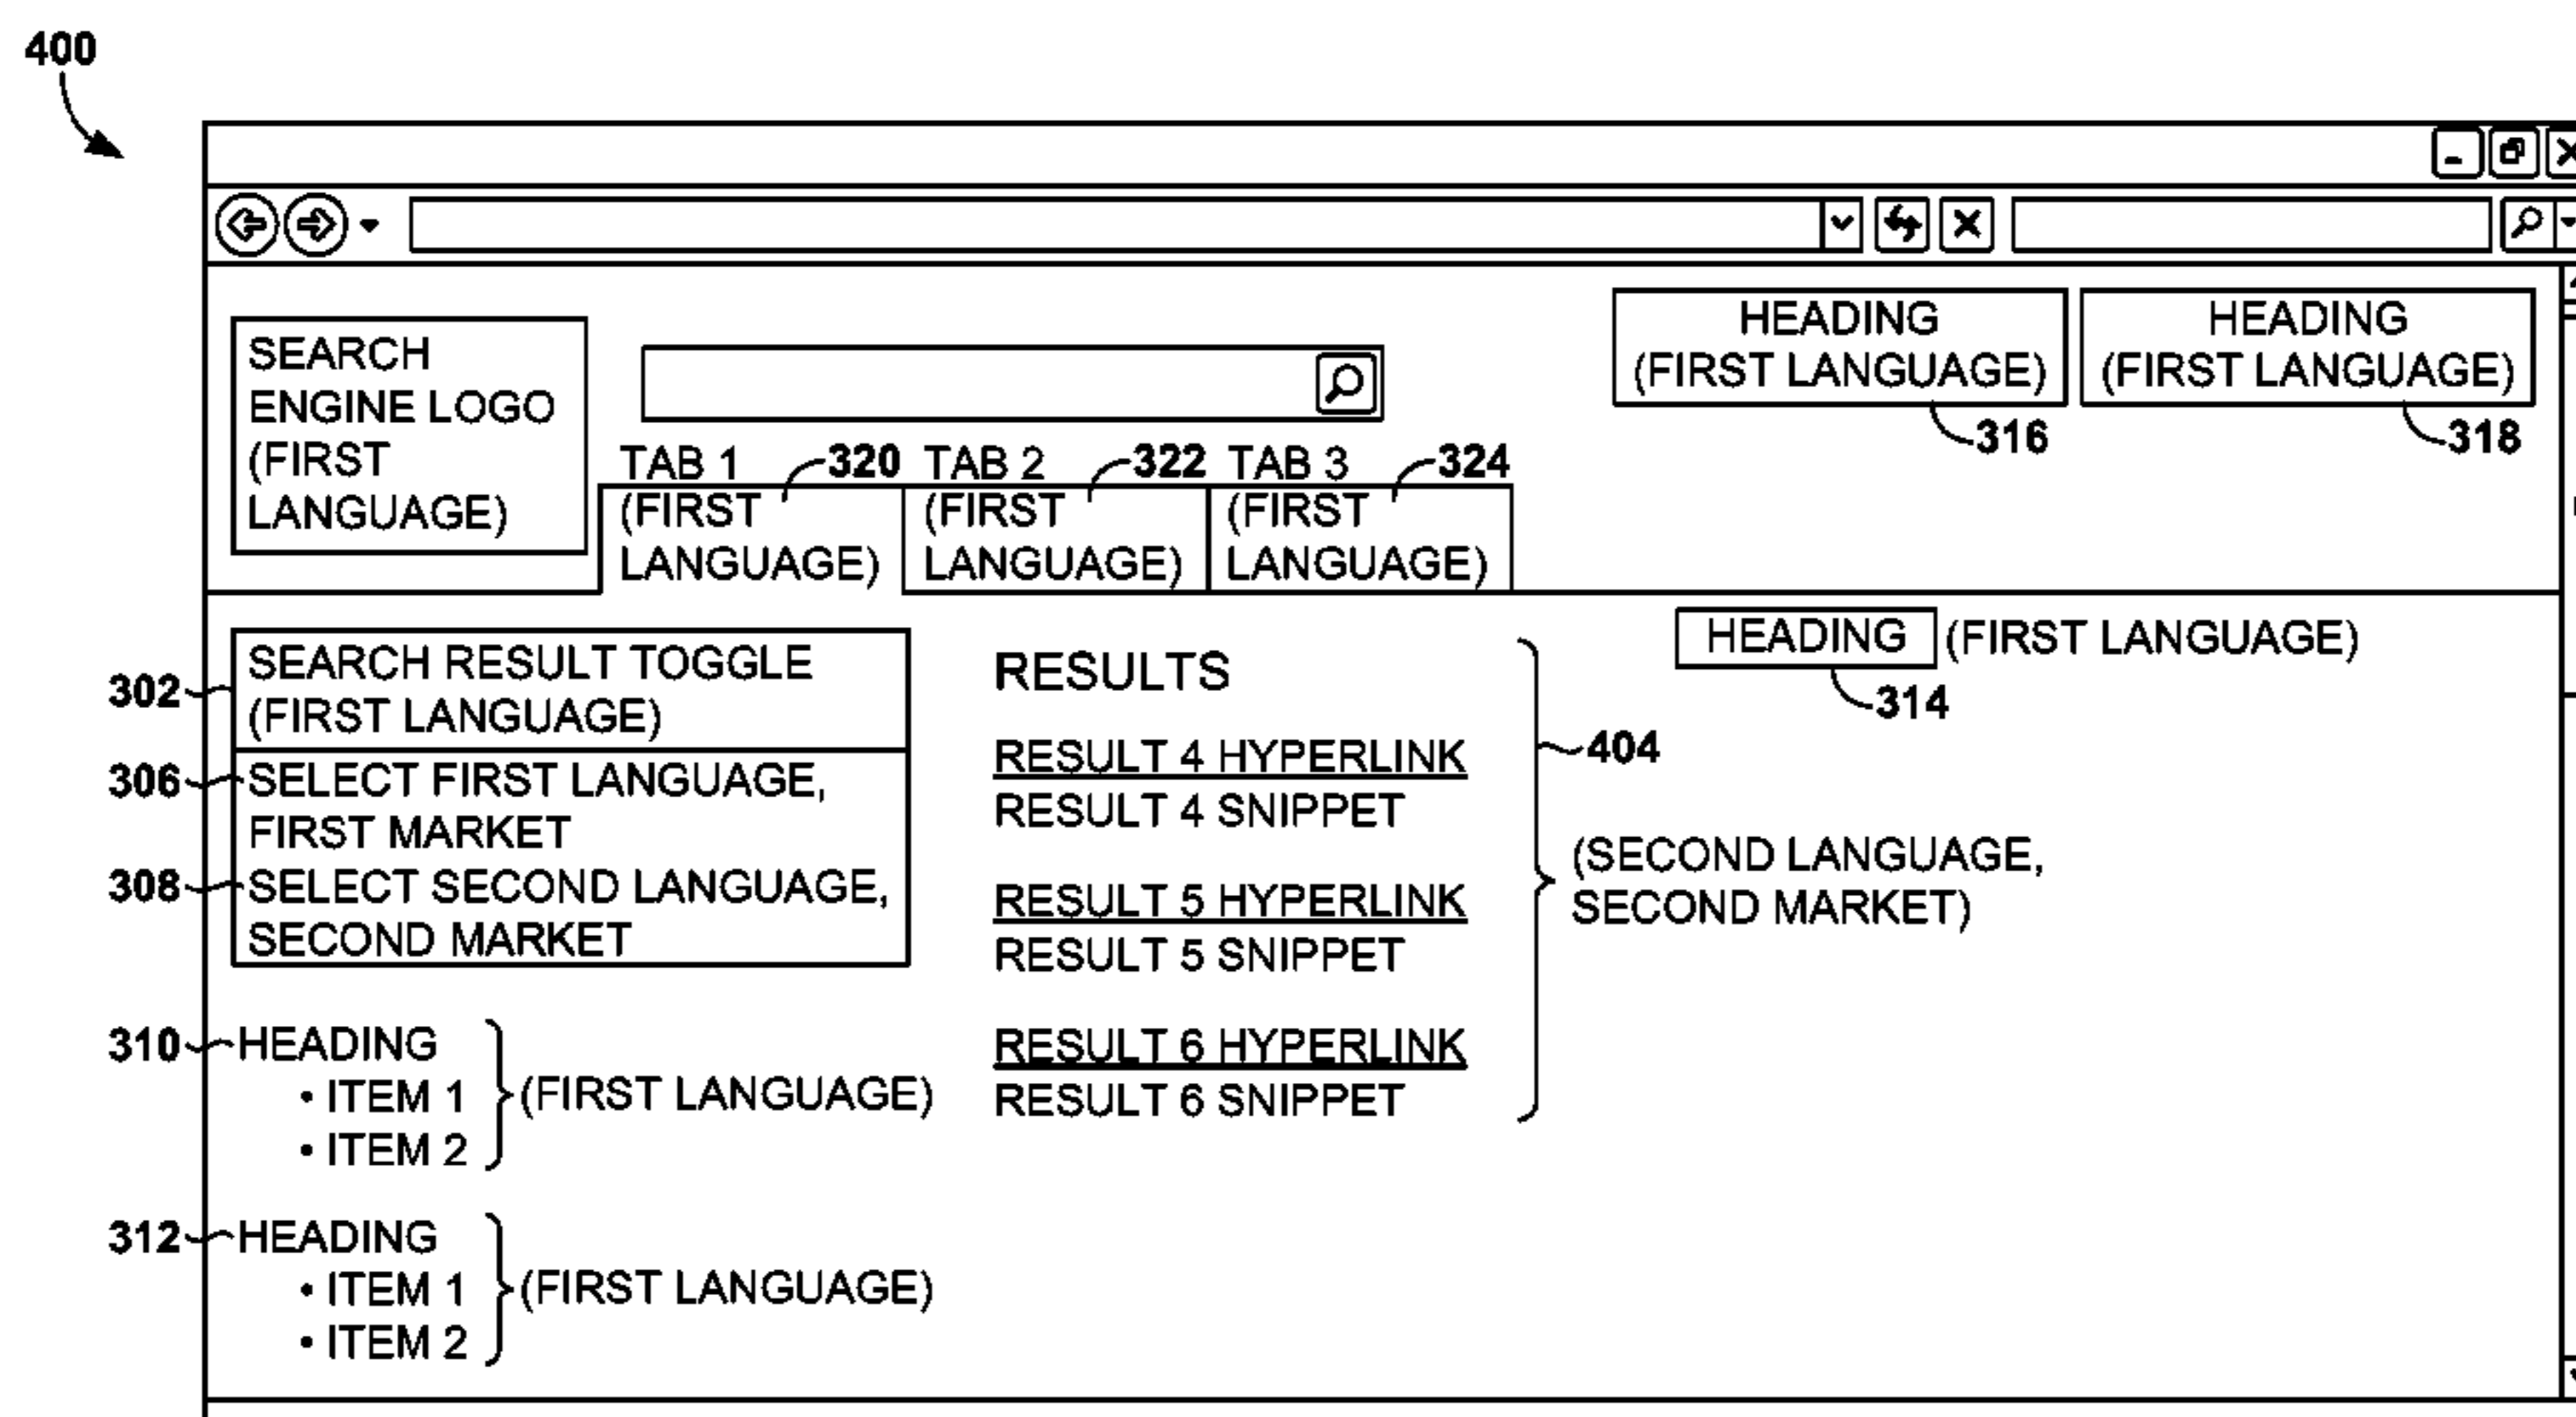 400
HEADING
(FIRST LANGUAGE)
316
HEADING
(FIRST LANGUAGE)
318
SEARCH
ENGINE LOGO
(FIRST
LANGUAGE)
TAB 1
(FIRST
LANGUAGE)
320
TAB 2
(FIRST
LANGUAGE)
322
TAB 3
(FIRST
LANGUAGE)
324
302
SEARCH RESULT TOGGLE
(FIRST LANGUAGE)
306
SELECT FIRST LANGUAGE,
FIRST MARKET
308
SELECT SECOND LANGUAGE,
SECOND MARKET
310
HEADING
• ITEM 1
• ITEM 2
(FIRST LANGUAGE)
312
HEADING
• ITEM 1
• ITEM 2
(FIRST LANGUAGE)
RESULTS
RESULT 4 HYPERLINK
RESULT 4 SNIPPET
RESULT 5 HYPERLINK
RESULT 5 SNIPPET
RESULT 6 HYPERLINK
RESULT 6 SNIPPET
404
(SECOND LANGUAGE,
SECOND MARKET)
HEADING (FIRST LANGUAGE)
314